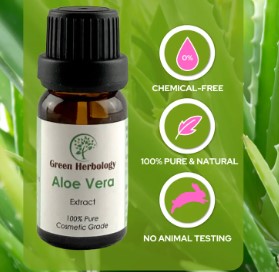 Green Herbology
Aloe Vera
Extract
100% Pure
Cosmetic Grade
0%
CHEMICAL-FREE
100% PURE & NATURAL
NO ANIMAL TESTING